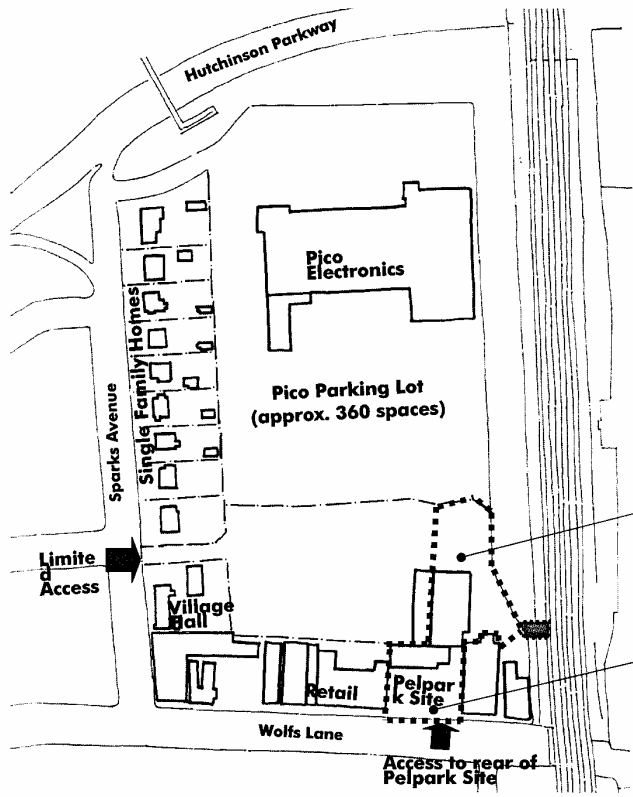 Hutchinson Parkway
Pico
Electronics
Single Family Homes
Sparks Avenue
Pico Parking Lot
(approx. 360 spaces)
Limite
d
Access
Village
Hall
Retail
Pelpar
k Site
Wolfs Lane
Access to rear of
Pelpark Site